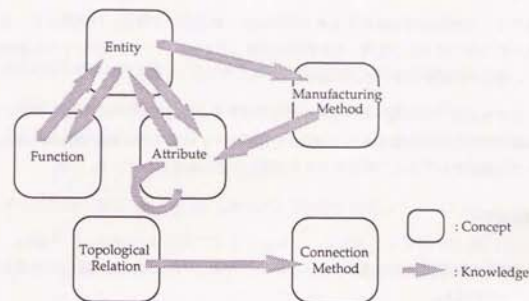 Entity
Manufacturing
Method
Function
Attribute
Topological
Relation
Connection
Method
: Concept
: Knowledge